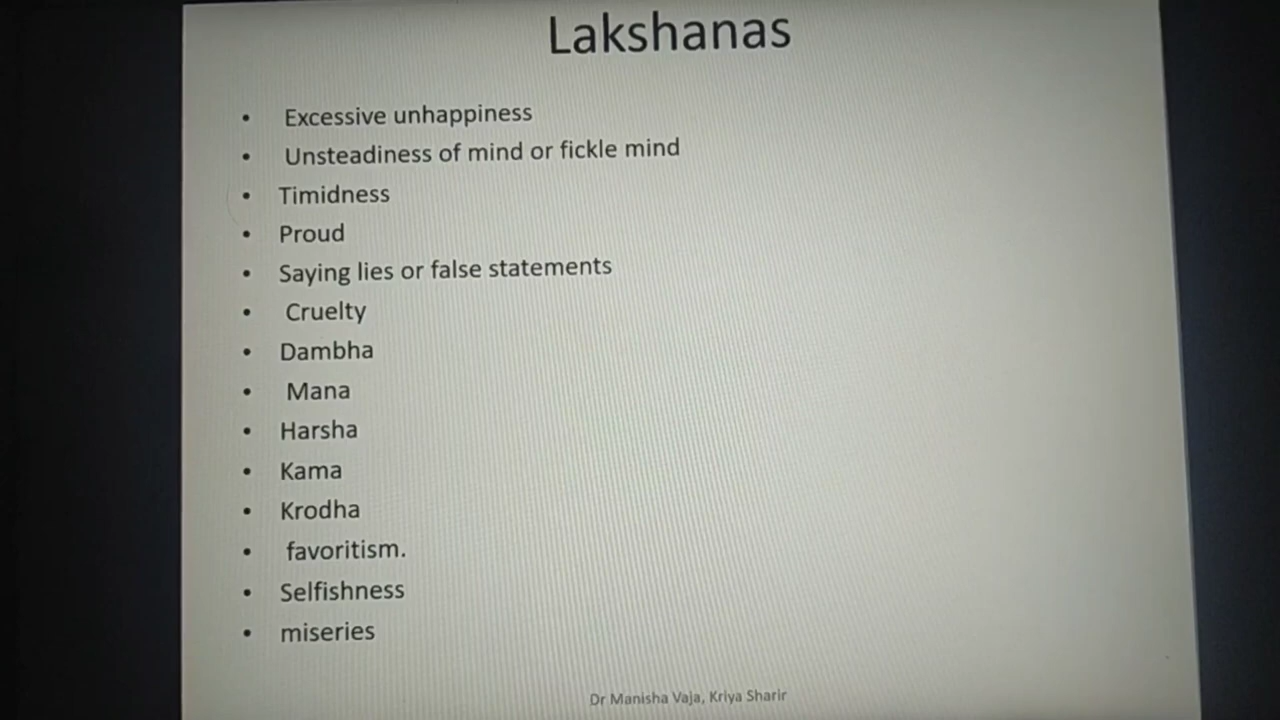 Lakshanas
• Excessive unhappiness
• Unsteadiness of mind or fickle mind
• Timidness
• Proud
• Saying lies or false statements
• Cruelty
• Dambha
• Mana
• Harsha
• Kama
• Krodha
• favoritism.
• Selfishness
• miseries
Dr Manisha Vaja, Kriya Sharir